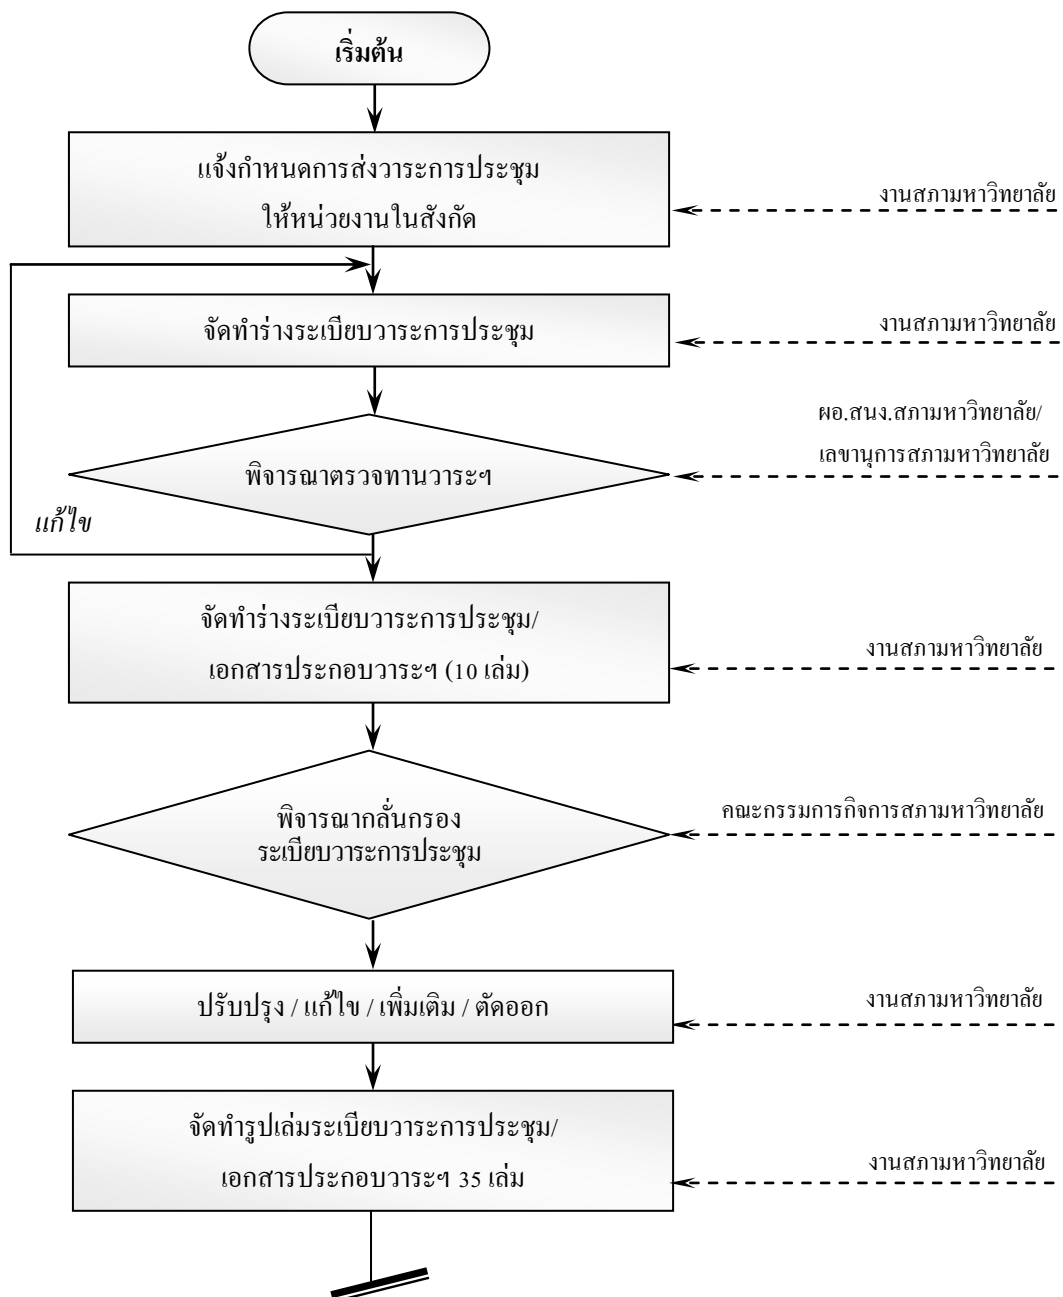 เริ่มต้น
แจ้งกำหนดการส่งวาระการประชุม
ให้หน่วยงานในสังกัด
งานสภามหาวิทยาลัย
จัดทำร่างระเบียบวาระการประชุม
งานสภามหาวิทยาลัย
ผอ.สนง.สภามหาวิทยาลัย/
เลขานุการสภามหาวิทยาลัย
พิจารณาตรวจทานวาระฯ
แก้ไข
จัดทำร่างระเบียบวาระการประชุม/
เอกสารประกอบวาระฯ (10 เล่ม)
งานสภามหาวิทยาลัย
พิจารณากลั่นกรอง
ระเบียบวาระการประชุม
คณะกรรมการกิจการสภามหาวิทยาลัย
ปรับปรุง / แก้ไข / เพิ่มเติม / ตัดออก
งานสภามหาวิทยาลัย
จัดทำรูปเล่มระเบียบวาระการประชุม/
เอกสารประกอบวาระฯ 35 เล่ม
งานสภามหาวิทยาลัย